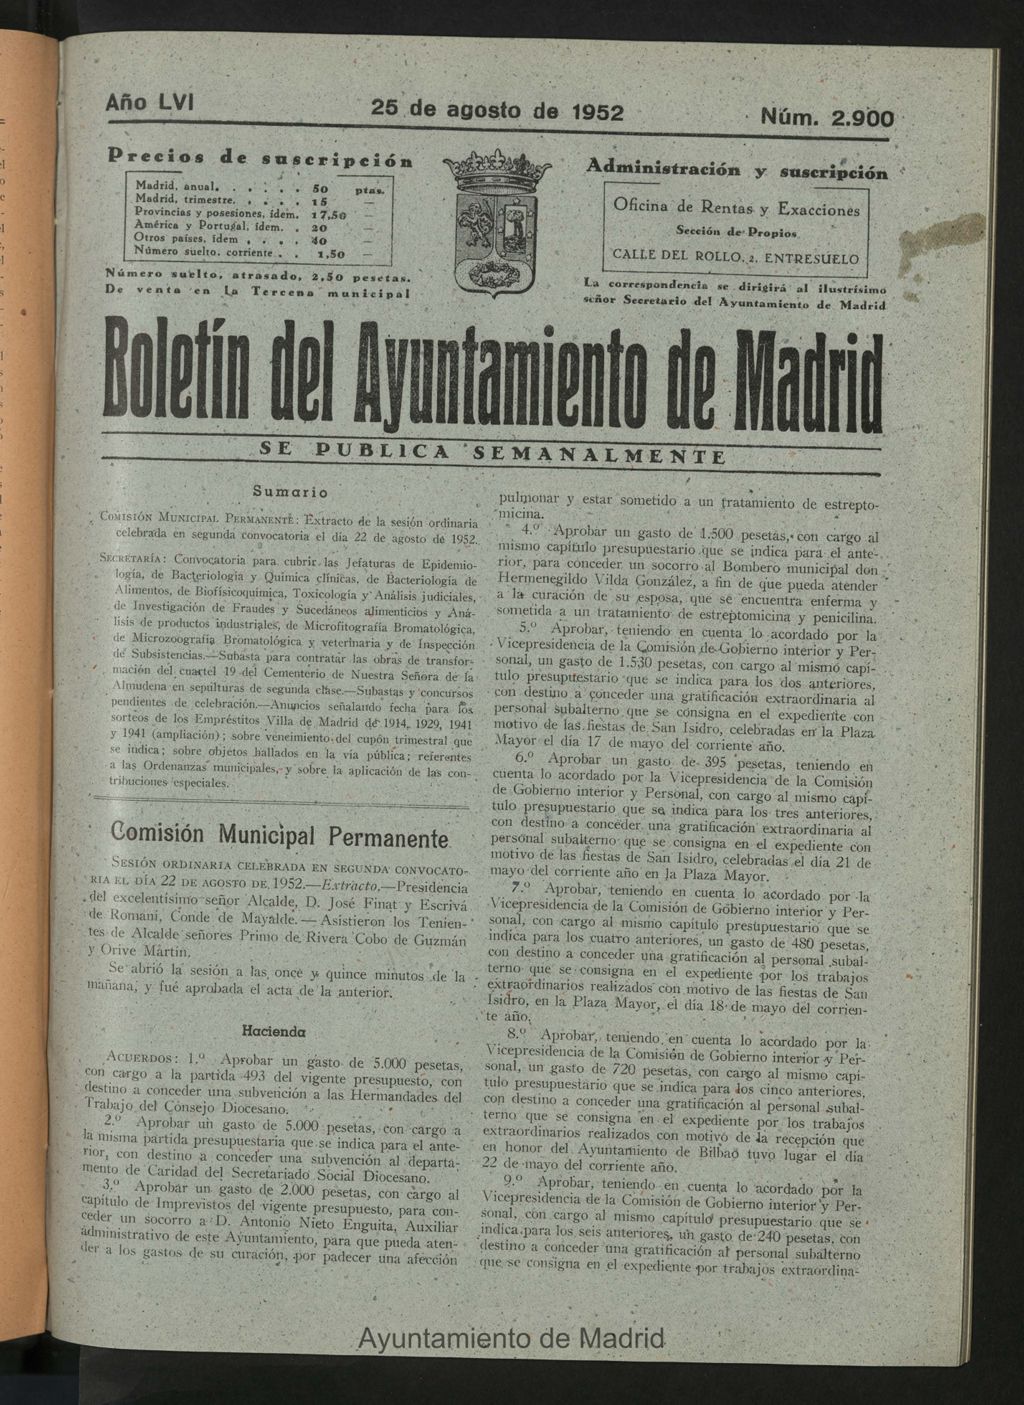 Año LVI
25 de agosto de 1952
Núm. 2.900
Precios de suscripción
Madrid, anual. . . . . . 50 ptas.
Madrid, trimestre. . . . . 15 —
Provincias y posesiones, ídem. 17,50 —
América y Portugal, ídem. . 20 —
Otros países, ídem . . . . 40 —
Número suelto, corriente . . 1,50 —
Número suelto, atrasado, 2,50 pesetas.
De venta en la Tercena municipal
Administración y suscripción
Oficina de Rentas y Exacciones
Sección de Propios
CALLE DEL ROLLO, 2, ENTRESUELO
La correspondencia se dirigirá al ilustrísimo
señor Secretario del Ayuntamiento de Madrid
Boletín del Ayuntamiento de Madrid
SE PUBLICA SEMANALMENTE
Sumario
COMISIÓN MUNICIPAL PERMANENTE: Extracto de la sesión ordinaria
celebrada en segunda convocatoria el día 22 de agosto de 1952.
SECRETARÍA: Convocatoria para cubrir las Jefaturas de Epidemio-
logía, de Bacteriología y Química clínicas, de Bacteriología de
Alimentos, de Biofisicoquímica, Toxicología y Análisis judiciales,
de Investigación de Fraudes y Sucedáneos alimenticios y Aná-
lisis de productos industriales, de Microfitografía Bromatológica,
de Microzoografía Bromatológica y veterinaria y de Inspección
de Subsistencias.—Subasta para contratar las obras de transfor-
mación del cuartel 19 del Cementerio de Nuestra Señora de la
Almudena en sepulturas de segunda clase.—Subastas y concursos
pendientes de celebración.—Anuncios señalando fecha para los
sorteos de los Empréstitos Villa de Madrid de 1914, 1929, 1941
y 1941 (ampliación); sobre vencimiento del cupón trimestral que
se indica; sobre objetos hallados en la vía pública; referentes
a las Ordenanzas municipales, y sobre la aplicación de las con-
tribuciones especiales.
Comisión Municipal Permanente
SESIÓN ORDINARIA CELEBRADA EN SEGUNDA CONVOCATO-
RIA EL DÍA 22 DE AGOSTO DE 1952.—Extracto.—Presidencia
del excelentísimo señor Alcalde, D. José Finat y Escrivá
de Romaní, Conde de Mayalde.—Asistieron los Tenien-
tes de Alcalde señores Primo de Rivera Cobo de Guzmán
y Orive Martín.
Se abrió la sesión a las once y quince minutos de la
mañana, y fué aprobada el acta de la anterior.
Hacienda
ACUERDOS: 1.º Aprobar un gasto de 5.000 pesetas,
con cargo a la partida 493 del vigente presupuesto, con
destino a conceder una subvención a las Hermandades del
Trabajo del Consejo Diocesano.
2.º Aprobar un gasto de 5.000 pesetas, con cargo a
la misma partida presupuestaria que se indica para el ante-
rior, con destino a conceder una subvención al departa-
mento de Caridad del Secretariado Social Diocesano.
3.º Aprobar un gasto de 2.000 pesetas, con cargo al
capítulo de Imprevistos del vigente presupuesto, para con-
ceder un socorro a D. Antonio Nieto Enguita, Auxiliar
administrativo de este Ayuntamiento, para que pueda aten-
der a los gastos de su curación, por padecer una afección
pulmonar y estar sometido a un tratamiento de estrepto-
micina.
4.º Aprobar un gasto de 1.500 pesetas, con cargo al
mismo capítulo presupuestario que se indica para el ante-
rior, para conceder un socorro al Bombero municipal don
Hermenegildo Vilda González, a fin de que pueda atender
a la curación de su esposa, que se encuentra enferma y
sometida a un tratamiento de estreptomicina y penicilina.
5.º Aprobar, teniendo en cuenta lo acordado por la
Vicepresidencia de la Comisión de Gobierno interior y Per-
sonal, un gasto de 1.530 pesetas, con cargo al mismo capí-
tulo presupuestario que se indica para los dos anteriores,
con destino a conceder una gratificación extraordinaria al
personal subalterno que se consigna en el expediente con
motivo de las fiestas de San Isidro, celebradas en la Plaza
Mayor el día 17 de mayo del corriente año.
6.º Aprobar un gasto de 395 pesetas, teniendo en
cuenta lo acordado por la Vicepresidencia de la Comisión
de Gobierno interior y Personal, con cargo al mismo capí-
tulo presupuestario que se indica para los tres anteriores,
con destino a conceder una gratificación extraordinaria al
personal subalterno que se consigna en el expediente con
motivo de las fiestas de San Isidro, celebradas el día 21 de
mayo del corriente año en la Plaza Mayor.
7.º Aprobar, teniendo en cuenta lo acordado por la
Vicepresidencia de la Comisión de Gobierno interior y Per-
sonal, con cargo al mismo capítulo presupuestario que se
indica para los cuatro anteriores, un gasto de 480 pesetas,
con destino a conceder una gratificación al personal subal-
terno que se consigna en el expediente por los trabajos
extraordinarios realizados con motivo de las fiestas de San
Isidro, en la Plaza Mayor, el día 18 de mayo del corrien-
te año.
8.º Aprobar, teniendo en cuenta lo acordado por la
Vicepresidencia de la Comisión de Gobierno interior y Per-
sonal, un gasto de 720 pesetas, con cargo al mismo capí-
tulo presupuestario que se indica para los cinco anteriores,
con destino a conceder una gratificación al personal subal-
terno que se consigna en el expediente por los trabajos
extraordinarios realizados con motivo de la recepción que
en honor del Ayuntamiento de Bilbao tuvo lugar el día
22 de mayo del corriente año.
9.º Aprobar, teniendo en cuenta lo acordado por la
Vicepresidencia de la Comisión de Gobierno interior y Per-
sonal, con cargo al mismo capítulo presupuestario que se
indica para los seis anteriores, un gasto de 240 pesetas, con
destino a conceder una gratificación al personal subalterno
que se consigna en el expediente por trabajos extraordina-
Ayuntamiento de Madrid